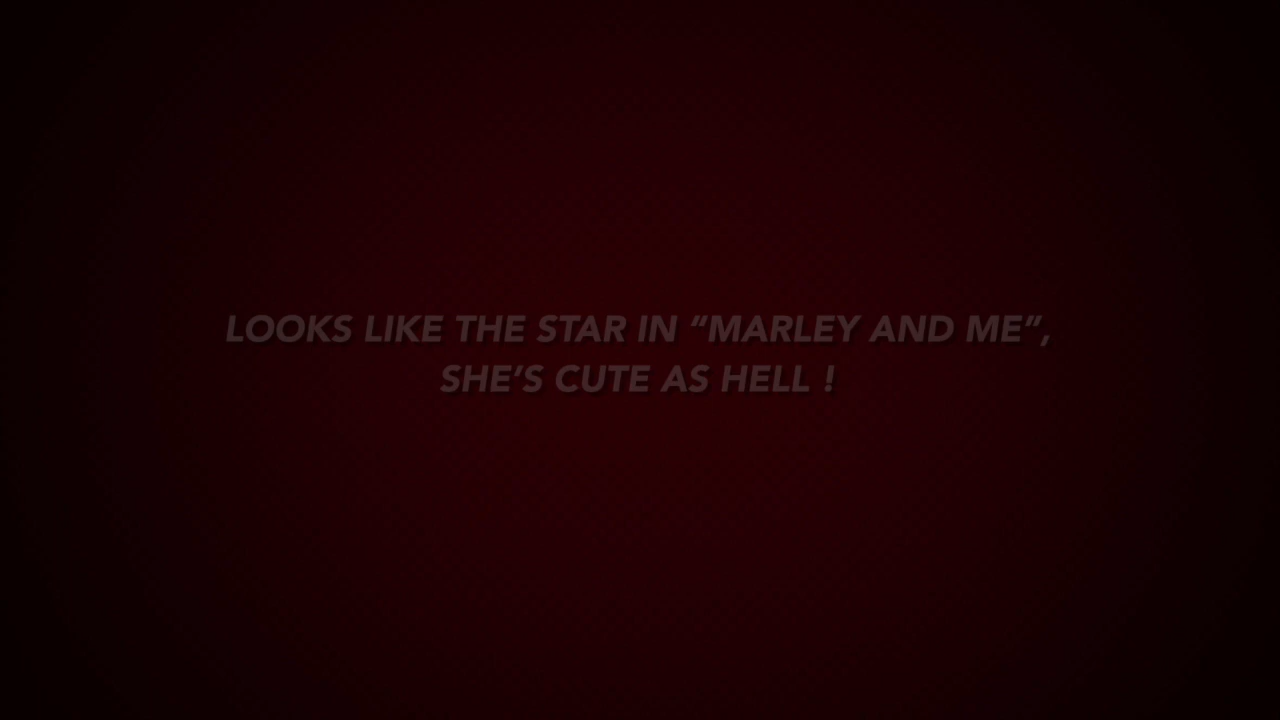 LOOKS LIKE THE STAR IN “MARLEY AND ME”,
SHE’S CUTE AS HELL !